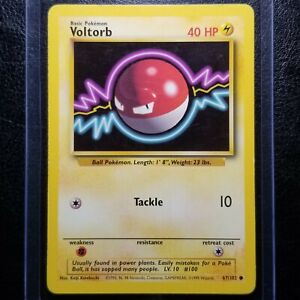 Basic Pokémon
Voltorb 40 HP
Ball Pokémon. Length: 1' 8", Weight: 23 lbs.
Tackle 10
weakness resistance retreat cost
Usually found in power plants. Easily mistaken for a Poké
Ball, it has zapped many people. LV. 10 #100
Illus. Keiji Kinebuchi 67/102